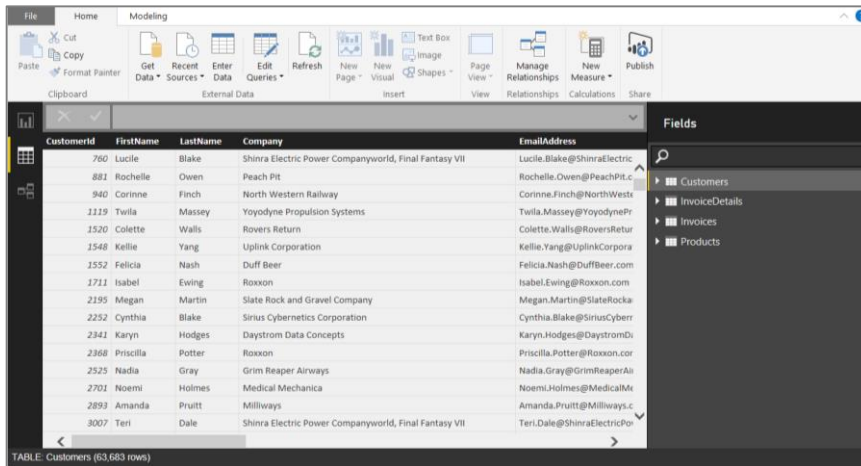 File Home Modeling
Cut
Copy
Format Painter
Paste
Get Data
Recent Sources
Enter Data
Edit Queries
Refresh
New Page
New Visual
Text Box
Image
Shapes
Page View
Manage Relationships
New Measure
Publish
Clipboard External Data Insert View Relationships Calculations Share
Fields
CustomerId FirstName LastName Company EmailAddress
760 Lucile Blake Shinra Electric Power Companyworld, Final Fantasy VII Lucile.Blake@ShinraElectric
881 Rochelle Owen Peach Pit Rochelle.Owen@PeachPit.c
940 Corinne Finch North Western Railway Corinne.Finch@NorthWeste
1119 Twila Massey Yoyodyne Propulsion Systems Twila.Massey@YoyodynePr
1520 Colette Walls Rovers Return Colette.Walls@RoversRetur
1548 Kellie Yang Uplink Corporation Kellie.Yang@UplinkCorpora
1552 Felicia Nash Duff Beer Felicia.Nash@DuffBeer.com
1711 Isabel Ewing Roxxon Isabel.Ewing@Roxxon.com
2195 Megan Martin Slate Rock and Gravel Company Megan.Martin@SlateRocka
2252 Cynthia Blake Sirius Cybernetics Corporation Cynthia.Blake@SiriusCybern
2341 Karyn Hodges Daystrom Data Concepts Karyn.Hodges@DaystromDa
2368 Priscilla Potter Roxxon Priscilla.Potter@Roxxon.cor
2525 Nadia Gray Grim Reaper Airways Nadia.Gray@GrimReaperAi
2701 Noemi Holmes Medical Mechanica Noemi.Holmes@MedicalMe
2893 Amanda Pruitt Milliways Amanda.Pruitt@Milliways.c
3007 Teri Dale Shinra Electric Power Companyworld, Final Fantasy VII Teri.Dale@ShinraElectricPo
Customers
InvoiceDetails
Invoices
Products
TABLE: Customers (63,683 rows)